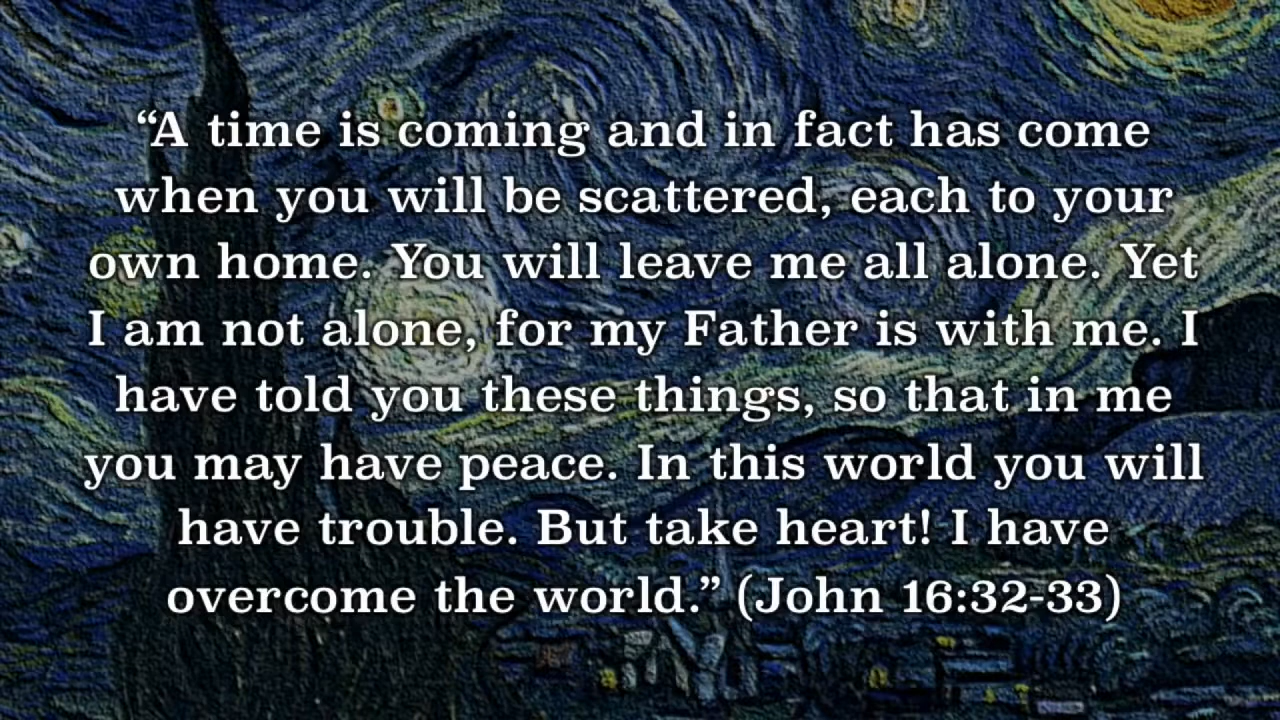 “A time is coming and in fact has come
when you will be scattered, each to your
own home. You will leave me all alone. Yet
I am not alone, for my Father is with me. I
have told you these things, so that in me
you may have peace. In this world you will
have trouble. But take heart! I have
overcome the world.” (John 16:32-33)